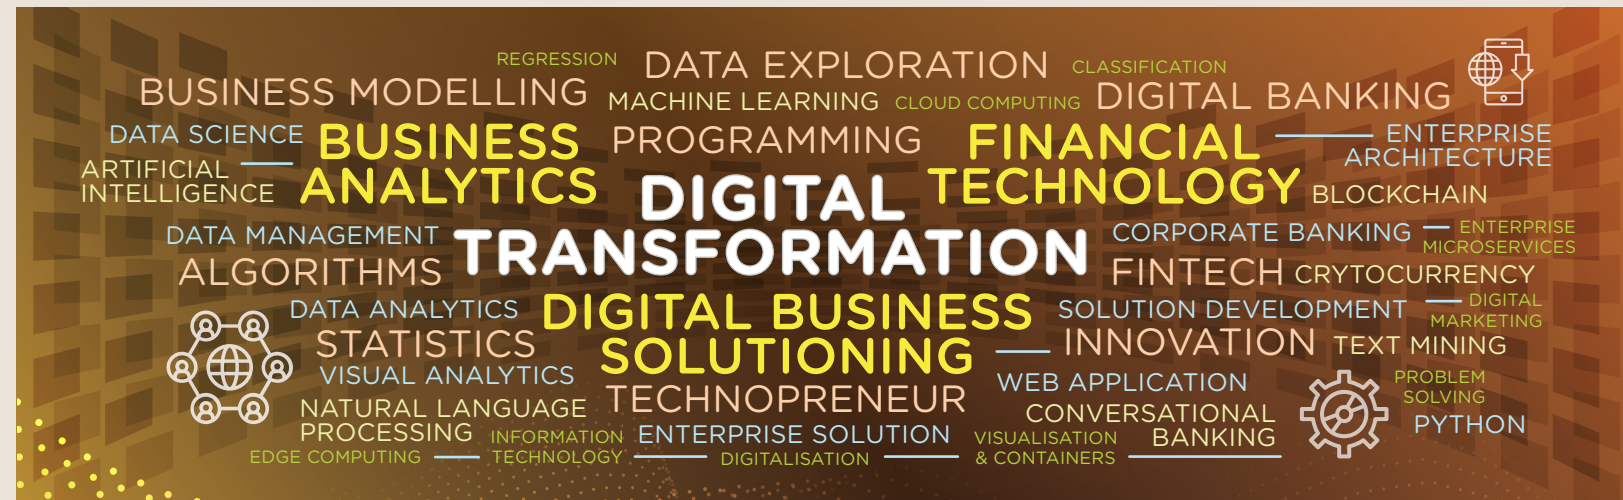 REGRESSION
DATA EXPLORATION
CLASSIFICATION
BUSINESS MODELLING
MACHINE LEARNING
CLOUD COMPUTING
DIGITAL BANKING
DATA SCIENCE
BUSINESS
ANALYTICS
PROGRAMMING
FINANCIAL
TECHNOLOGY
ENTERPRISE
ARCHITECTURE
ARTIFICIAL
INTELLIGENCE
DIGITAL
TRANSFORMATION
BLOCKCHAIN
DATA MANAGEMENT
CORPORATE BANKING
ENTERPRISE
MICROSERVICES
ALGORITHMS
FINTECH
CRYTOCURRENCY
DATA ANALYTICS
DIGITAL BUSINESS
SOLUTIONING
SOLUTION DEVELOPMENT
DIGITAL
MARKETING
STATISTICS
INNOVATION
TEXT MINING
VISUAL ANALYTICS
WEB APPLICATION
PROBLEM
SOLVING
TECHNOPRENEUR
NATURAL LANGUAGE
PROCESSING
CONVERSATIONAL
BANKING
PYTHON
INFORMATION
TECHNOLOGY
ENTERPRISE SOLUTION
VISUALISATION
& CONTAINERS
EDGE COMPUTING
DIGITALISATION